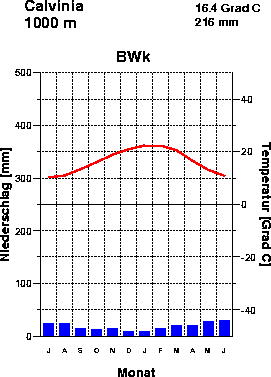 Calvinia
1000 m
16.4 Grad C
216 mm
BWk
500
400
300
200
100
0
Niederschlag [mm]
40
20
0
-20
-40
Temperatur [Grad C]
J A S O N D J F M A M J
Monat